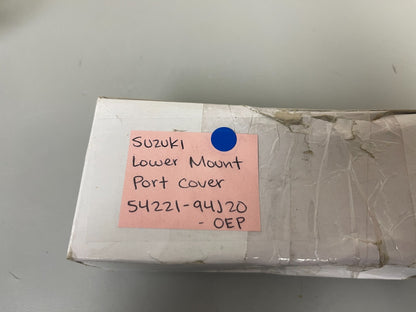 Suzuki
Lower Mount
Port Cover
54221-94J20
- OEP